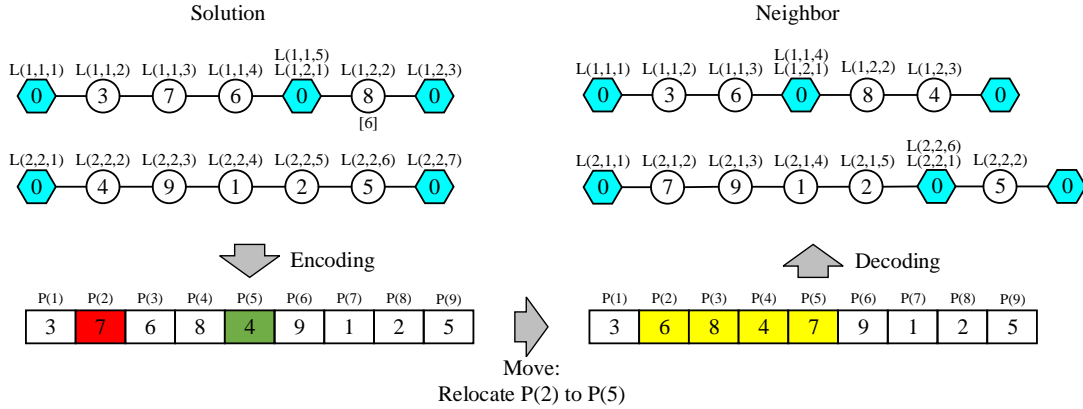 Solution
Neighbor
L(1,1,5)
L(1,1,1) L(1,1,2) L(1,1,3) L(1,1,4) L(1,2,1) L(1,2,2) L(1,2,3)
0 3 7 6 0 8 0
[6]
L(1,1,4)
L(1,1,1) L(1,1,2) L(1,1,3) L(1,2,1) L(1,2,2) L(1,2,3)
0 3 6 0 8 4 0
L(2,2,1) L(2,2,2) L(2,2,3) L(2,2,4) L(2,2,5) L(2,2,6) L(2,2,7)
0 4 9 1 2 5 0
L(2,2,6)
L(2,1,1) L(2,1,2) L(2,1,3) L(2,1,4) L(2,1,5) L(2,2,1) L(2,2,2)
0 7 9 1 2 0 5 0
Encoding
Decoding
P(1) P(2) P(3) P(4) P(5) P(6) P(7) P(8) P(9)
3 7 6 8 4 9 1 2 5
Move:
Relocate P(2) to P(5)
P(1) P(2) P(3) P(4) P(5) P(6) P(7) P(8) P(9)
3 6 8 4 7 9 1 2 5